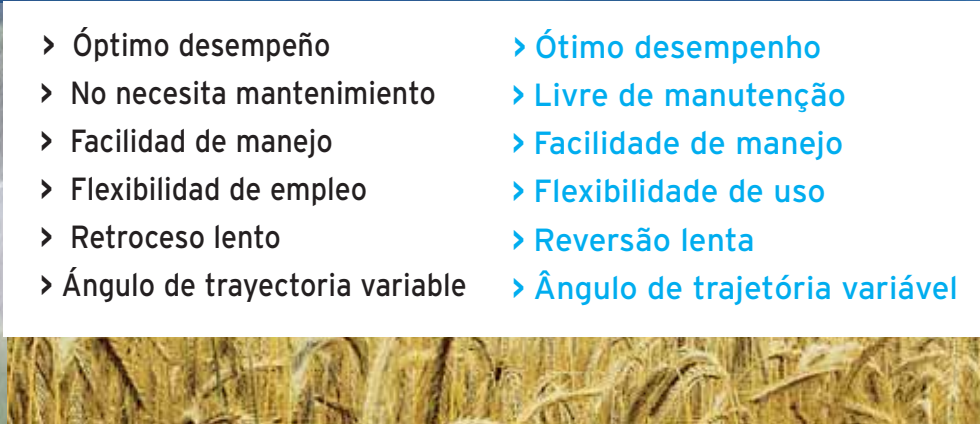 > Óptimo desempeño
> No necesita mantenimiento
> Facilidad de manejo
> Flexibilidad de empleo
> Retroceso lento
> Ángulo de trayectoria variable
> Ótimo desempenho
> Livre de manutenção
> Facilidade de manejo
> Flexibilidade de uso
> Reversão lenta
> Ângulo de trajetória variável